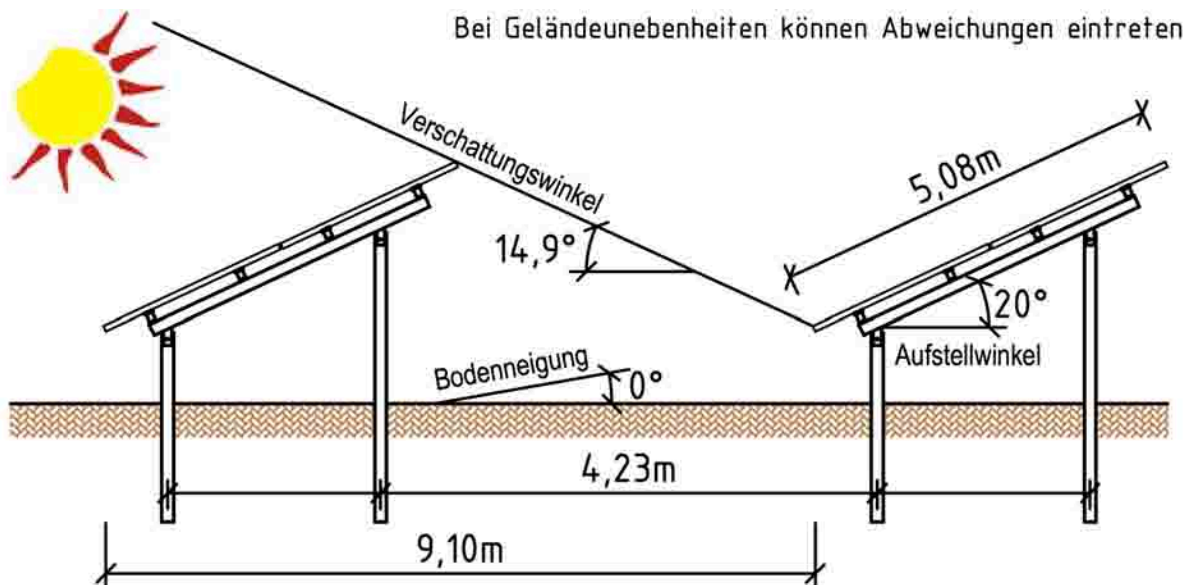 Bei Geländeunebenheiten können Abweichungen eintreten
Verschattungswinkel
14,9°
5,08m
20°
Aufstellwinkel
Bodenneigung
0°
4,23m
9,10m